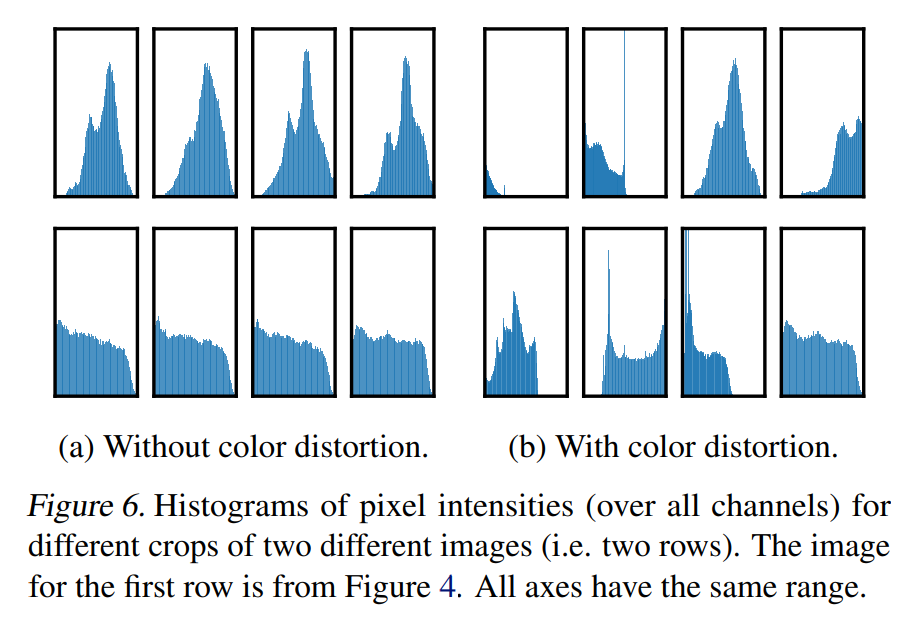 (a) Without color distortion.
(b) With color distortion.
Figure 6. Histograms of pixel intensities (over all channels) for
different crops of two different images (i.e. two rows). The image
for the first row is from Figure 4. All axes have the same range.